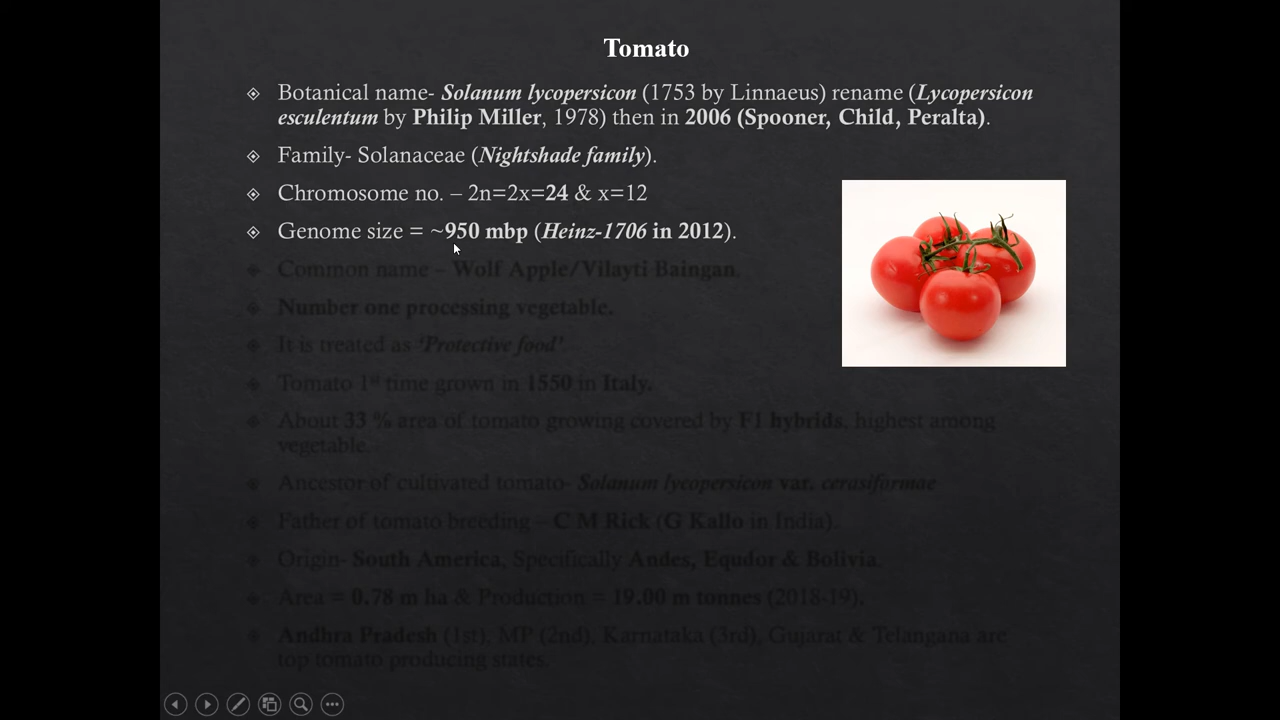 Tomato
Botanical name- Solanum lycopersicon (1753 by Linnaeus) rename (Lycopersicon
esculentum by Philip Miller, 1978) then in 2006 (Spooner, Child, Peralta).
Family- Solanaceae (Nightshade family).
Chromosome no. – 2n=2x=24 & x=12
Genome size = ~950 mbp (Heinz-1706 in 2012).
Common name – Wolf Apple/Vilayti Baingan.
Number one processing vegetable.
It is treated as ‘Protective food’.
Tomato 1st time grown in 1550 in Italy.
About 33 % area of tomato growing covered by F1 hybrids, highest among
vegetable.
Ancestor of cultivated tomato- Solanum lycopersicon var. cerasiformae
Father of tomato breeding – C M Rick (G Kallo in India).
Origin- South America, Specifically Andes, Equdor & Bolivia.
Area = 0.78 m ha & Production = 19.00 m tonnes (2018-19).
Andhra Pradesh (1st), MP (2nd), Karnataka (3rd), Gujarat & Telangana are
top tomato producing states.